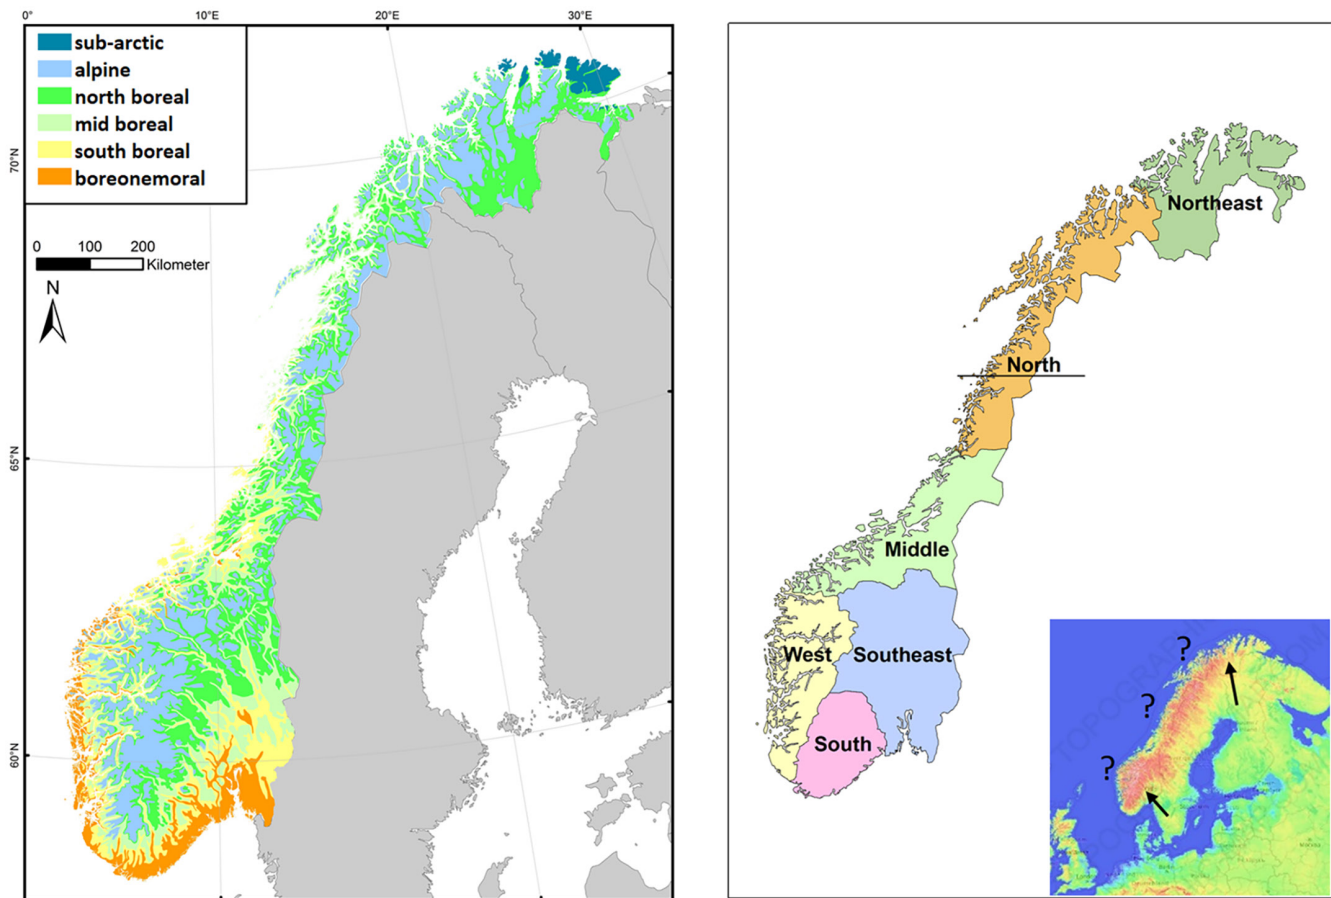 0°
10°E
20°E
30°E
sub-arctic
alpine
north boreal
mid boreal
south boreal
boreonemoral
0 100 200
Kilometer
N
70°N
65°N
60°N
Northeast
North
Middle
West
Southeast
South
?
?
?